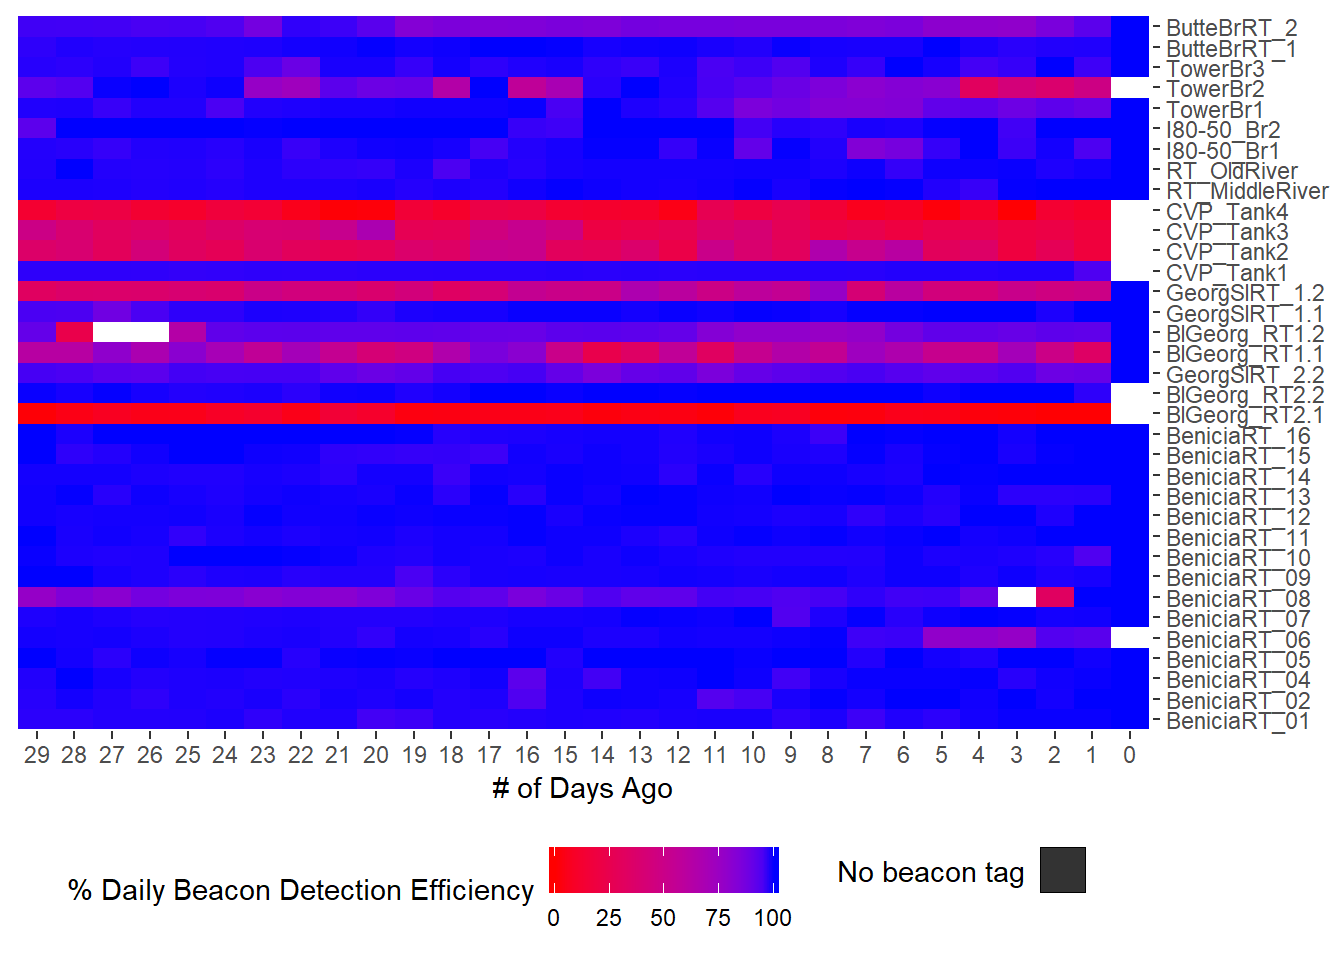 ButteBrRT_2
ButteBrRT_1
TowerBr3
TowerBr2
TowerBr1
I80-50_Br2
I80-50_Br1
RT_OldRiver
RT_MiddleRiver
CVP_Tank4
CVP_Tank3
CVP_Tank2
CVP_Tank1
GeorgSlRT_1.2
GeorgSlRT_1.1
BlGeorg_RT1.2
BlGeorg_RT1.1
GeorgSlRT_2.2
BlGeorg_RT2.2
BlGeorg_RT2.1
BeniciaRT_16
BeniciaRT_15
BeniciaRT_14
BeniciaRT_13
BeniciaRT_12
BeniciaRT_11
BeniciaRT_10
BeniciaRT_09
BeniciaRT_08
BeniciaRT_07
BeniciaRT_06
BeniciaRT_05
BeniciaRT_04
BeniciaRT_02
BeniciaRT_01
29 28 27 26 25 24 23 22 21 20 19 18 17 16 15 14 13 12 11 10 9 8 7 6 5 4 3 2 1 0
# of Days Ago
% Daily Beacon Detection Efficiency
0 25 50 75 100
No beacon tag